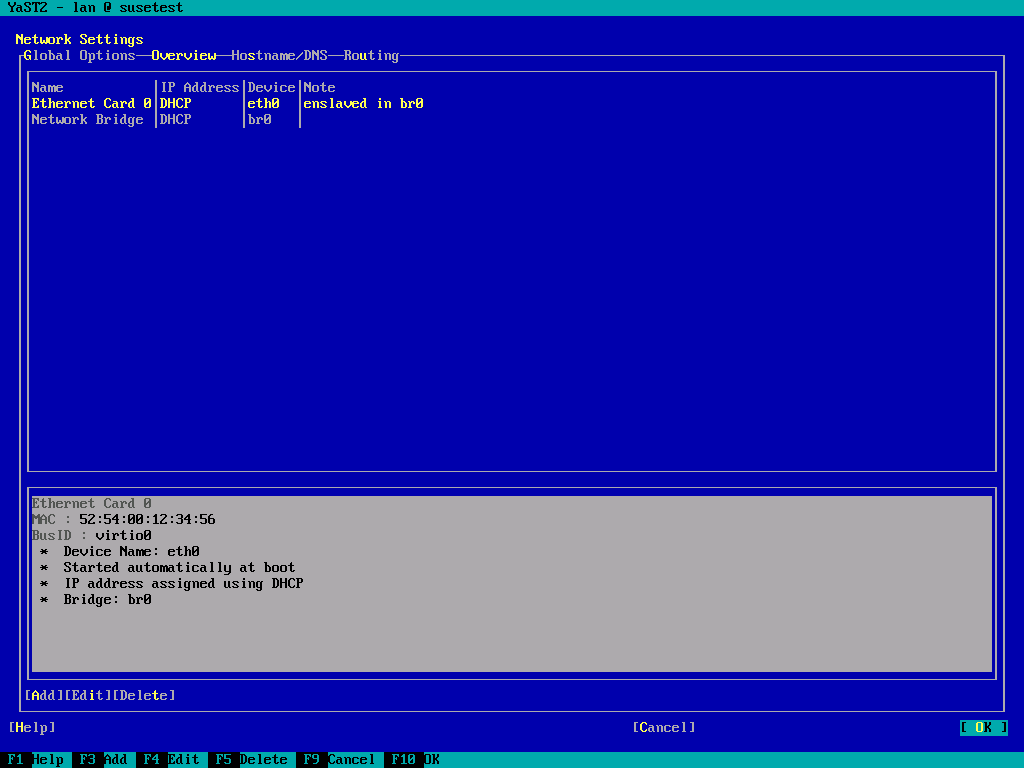 YaST2 - lan @ susetest
Network Settings
Global Options Overview Hostname/DNS Routing
Name IP Address Device Note
Ethernet Card 0 DHCP eth0 enslaved in br0
Network Bridge DHCP br0
Ethernet Card 0
MAC : 52:54:00:12:34:56
BusID : virtio0
* Device Name: eth0
* Started automatically at boot
* IP address assigned using DHCP
* Bridge: br0
[Add][Edit][Delete]
[Help] [Cancel] [ OK ]
F1 Help F3 Add F4 Edit F5 Delete F9 Cancel F10 OK